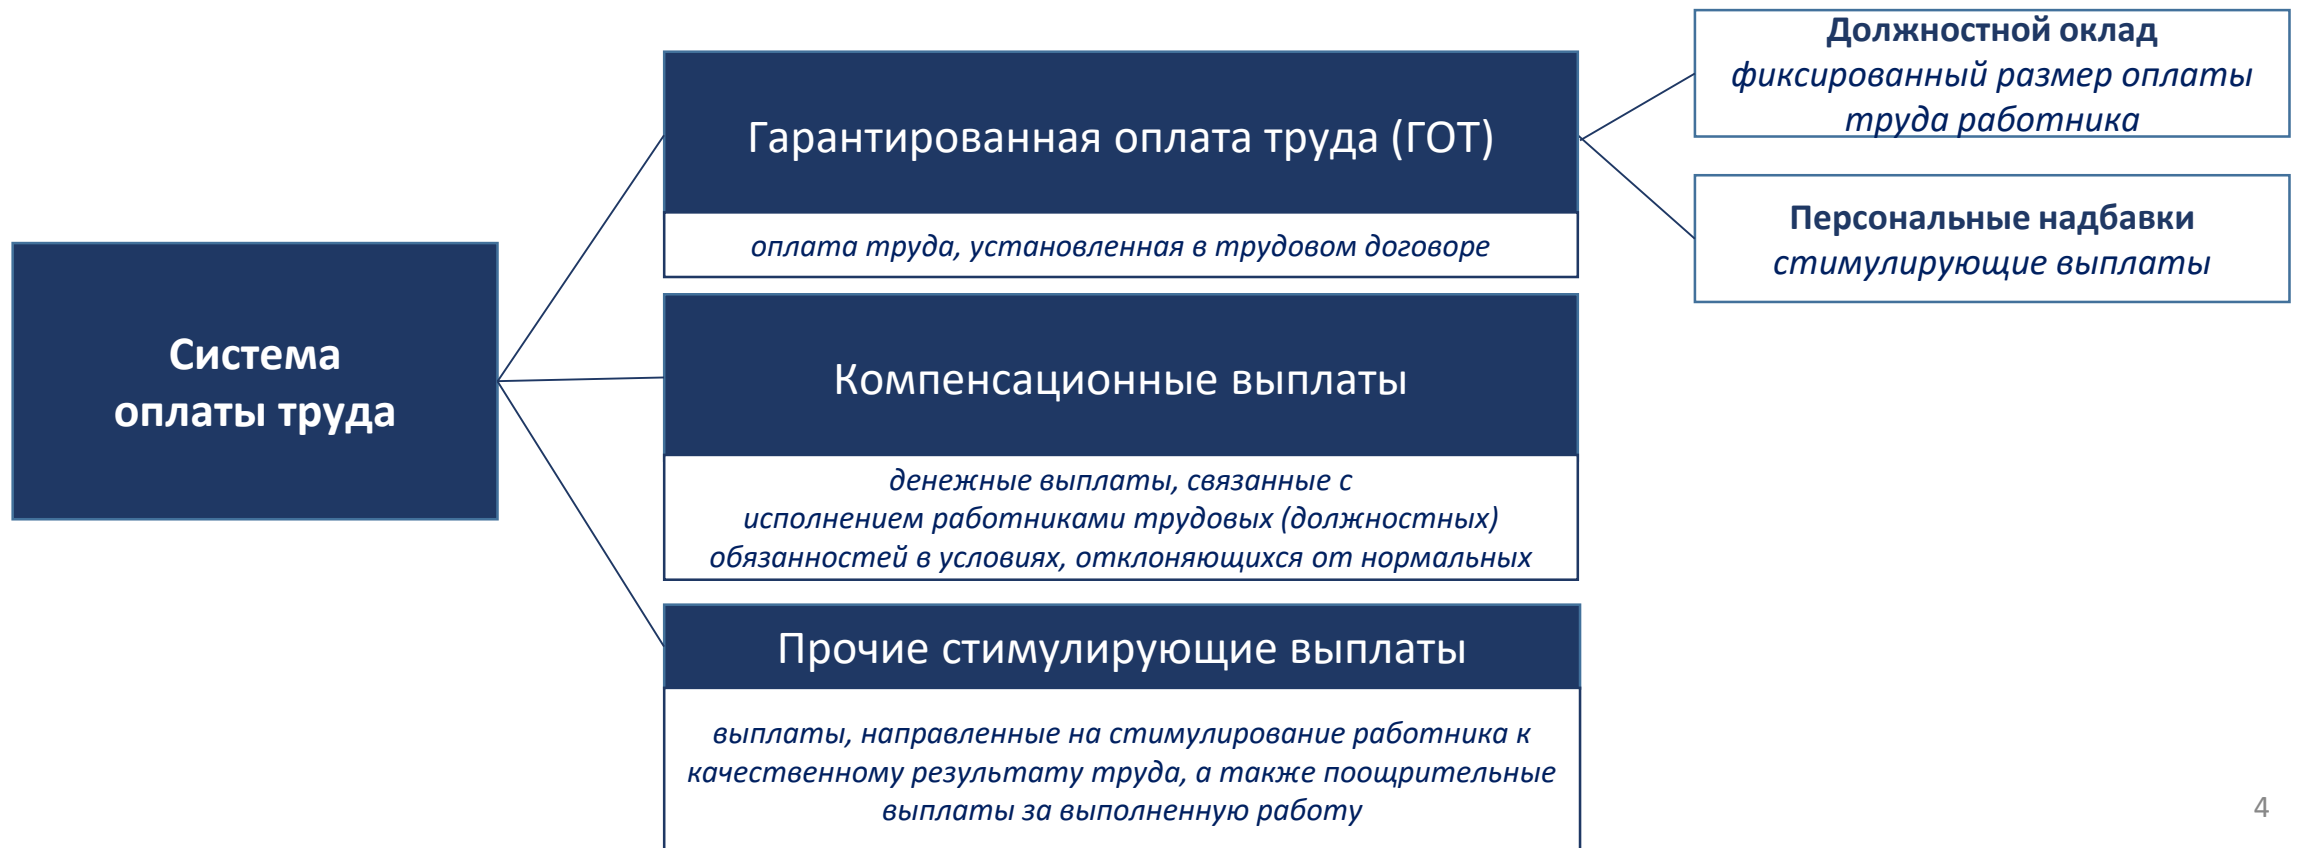 Система
оплаты труда
Гарантированная оплата труда (ГОТ)
оплата труда, установленная в трудовом договоре
Должностной оклад
фиксированный размер оплаты
труда работника
Персональные надбавки
стимулирующие выплаты
Компенсационные выплаты
денежные выплаты, связанные с
исполнением работниками трудовых (должностных)
обязанностей в условиях, отклоняющихся от нормальных
Прочие стимулирующие выплаты
выплаты, направленные на стимулирование работника к
качественному результату труда, а также поощрительные
выплаты за выполненную работу
4